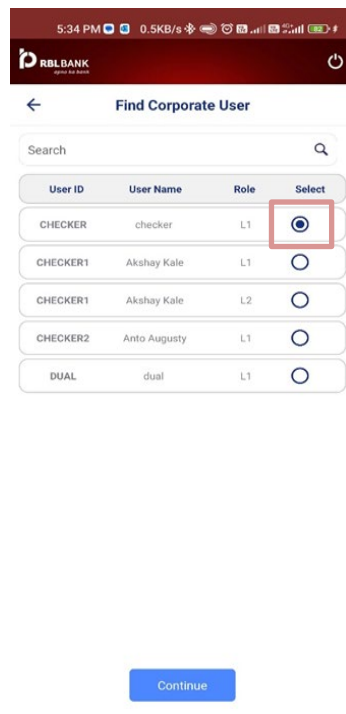 5:34 PM 0.5KB/s 4G 82
RBLBANK
apno ka bank
Find Corporate User
Search
User ID User Name Role Select
CHECKER checker L1
CHECKER1 Akshay Kale L1
CHECKER1 Akshay Kale L2
CHECKER2 Anto Augusty L1
DUAL dual L1
Continue